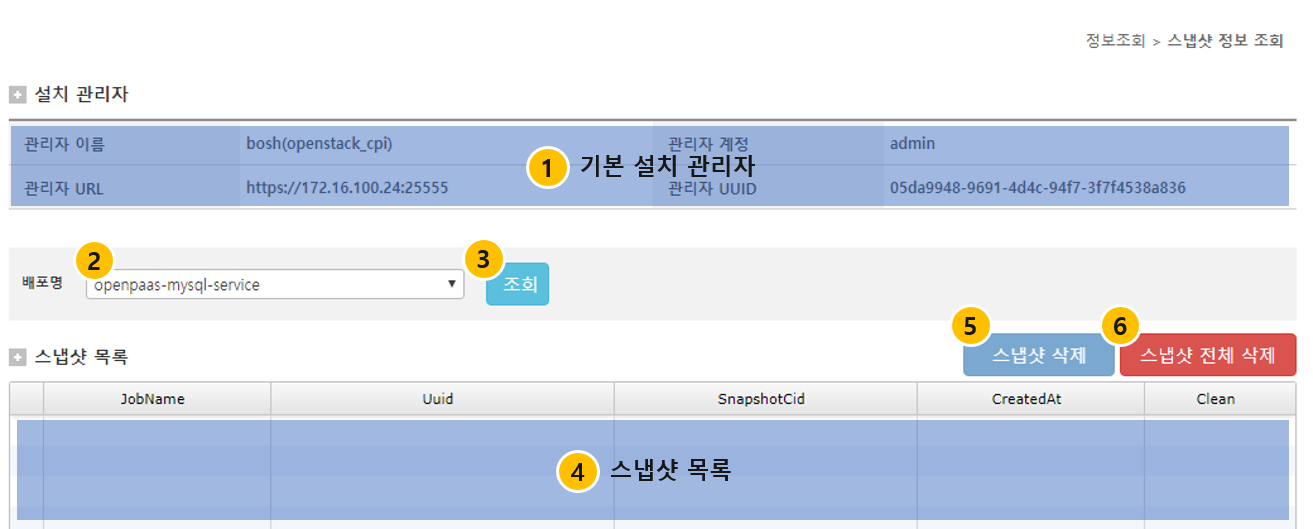 정보조회 > 스냅샷 정보 조회
설치 관리자
관리자 이름 bosh(openstack_cpi) 관리자 계정 admin
1 기본 설치 관리자
관리자 URL https://172.16.100.24:25555 관리자 UUID 05da9948-9691-4d4c-94f7-3f7f4538a836
2 3
배포명 openpaas-mysql-service 조회
5 6
스냅샷 목록 스냅샷 삭제 스냅샷 전체 삭제
JobName Uuid SnapshotCid CreatedAt Clean
4 스냅샷 목록